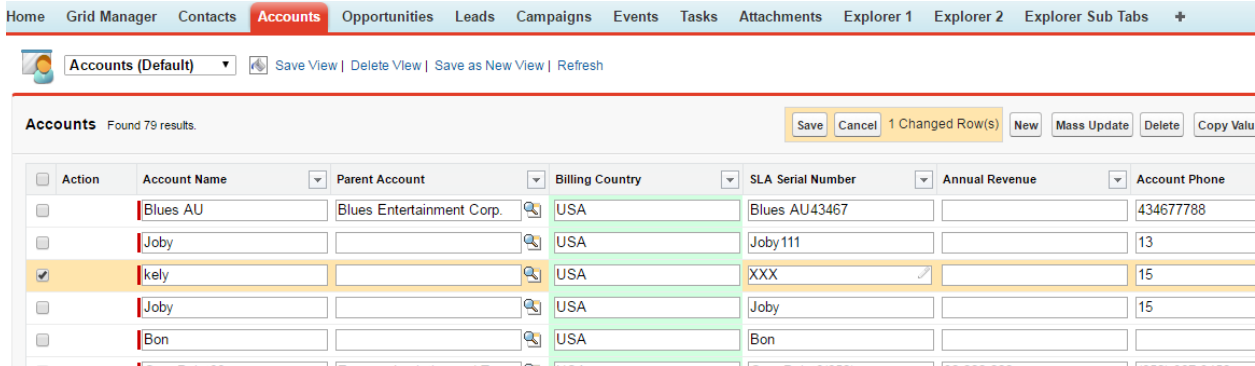 Home Grid Manager Contacts Accounts Opportunities Leads Campaigns Events Tasks Attachments Explorer 1 Explorer 2 Explorer Sub Tabs +
Accounts (Default) Save View | Delete VIew | Save as New View | Refresh
Accounts Found 79 results. Save Cancel 1 Changed Row(s) New Mass Update Delete Copy Valu
Action Account Name Parent Account Billing Country SLA Serial Number Annual Revenue Account Phone
Blues AU Blues Entertainment Corp. USA Blues AU43467 434677788
Joby USA Joby111 13
kely USA XXX 15
Joby USA Joby 15
Bon USA Bon